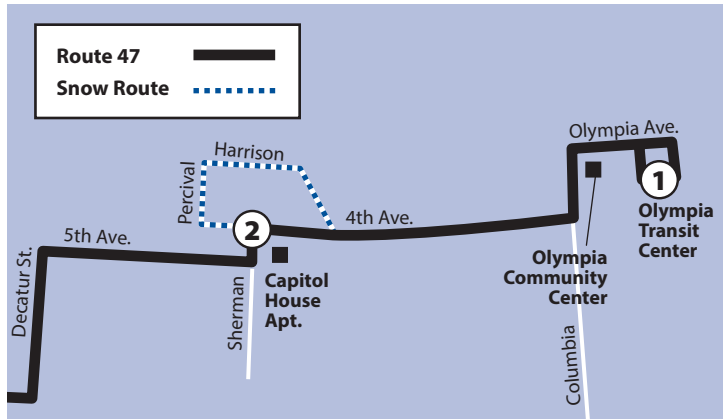 Route 47
Snow Route
Olympia Ave.
Harrison
Percival
1
4th Ave.
2
5th Ave.
Olympia
Transit
Center
Olympia
Community
Center
Capitol
House
Apt.
Decatur St.
Sherman
Columbia